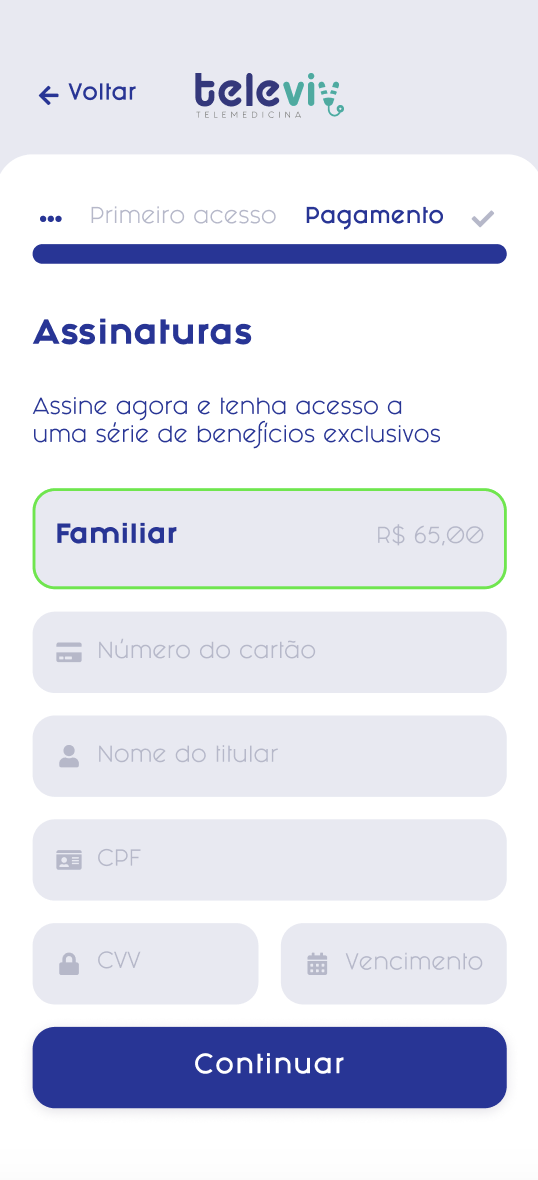 Voltar
televiv
TELEMEDICINA
Primeiro acesso
Pagamento
Assinaturas
Assine agora e tenha acesso a
uma série de benefícios exclusivos
Familiar
R$ 65,00
Número do cartão
Nome do titular
CPF
CVV
Vencimento
Continuar